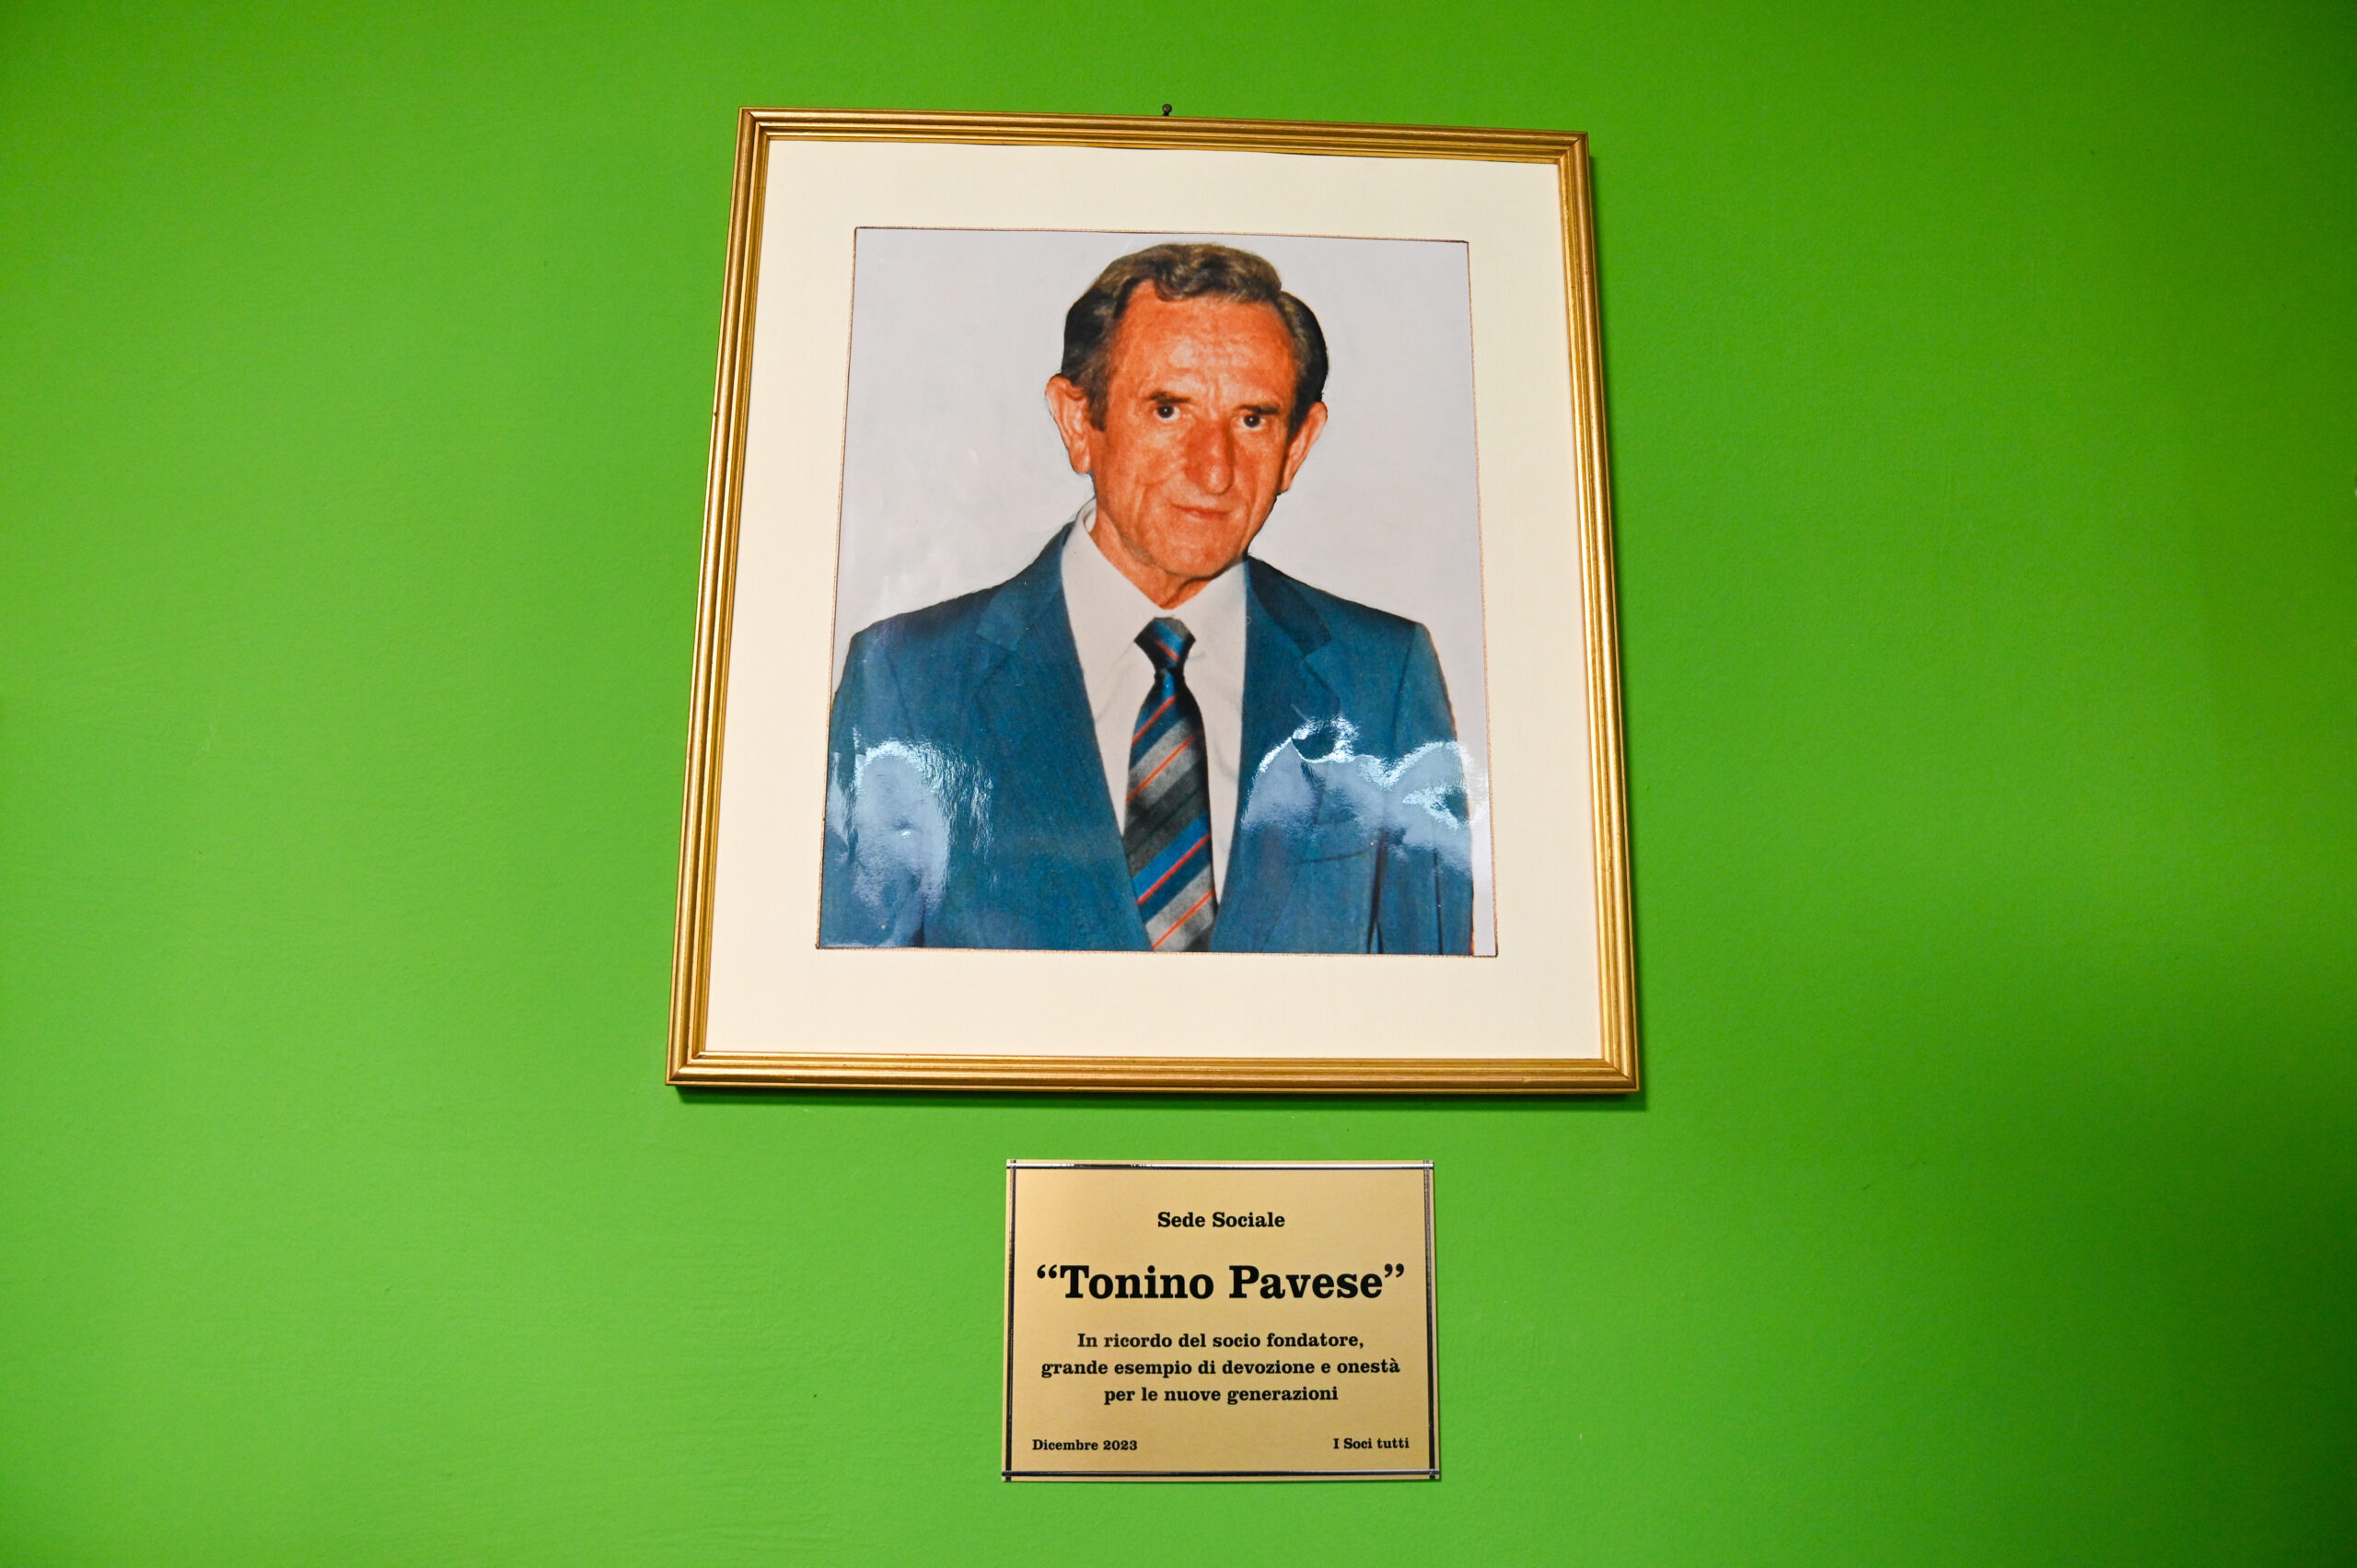 Sede Sociale
“Tonino Pavese”
In ricordo del socio fondatore,
grande esempio di devozione e onestà
per le nuove generazioni
Dicembre 2023
I Soci tutti